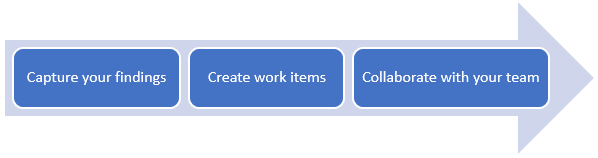 Capture your findings
Create work items
Collaborate with your team